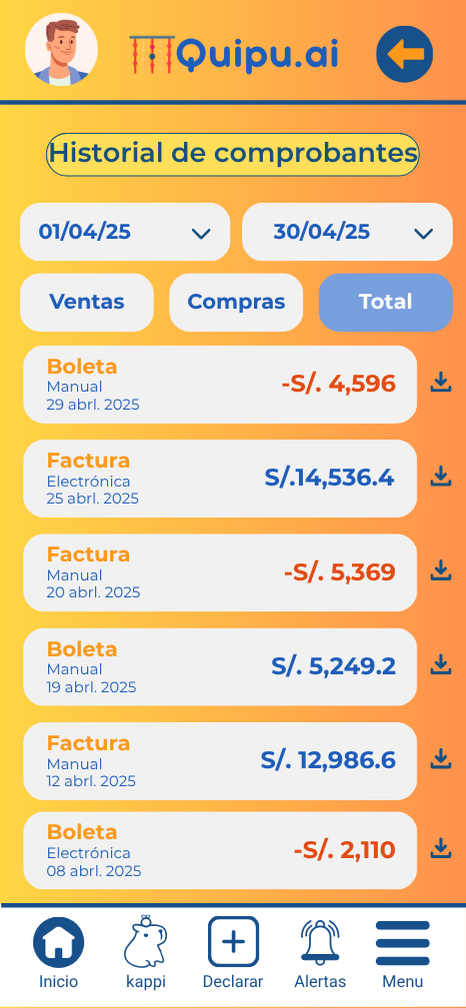 Quipu.ai
Historial de comprobantes
01/04/25
30/04/25
Ventas
Compras
Total
Boleta
Manual
29 abrl. 2025
-S/. 4,596
Factura
Electrónica
25 abrl. 2025
S/.14,536.4
Factura
Manual
20 abrl. 2025
-S/. 5,369
Boleta
Manual
19 abrl. 2025
S/. 5,249.2
Factura
Manual
12 abrl. 2025
S/. 12,986.6
Boleta
Electrónica
08 abrl. 2025
-S/. 2,110
Inicio
kappi
Declarar
Alertas
Menu